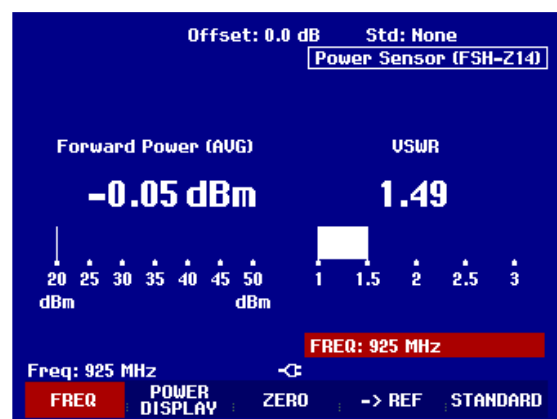 Offset: 0.0 dB Std: None
Power Sensor (FSH-Z14)
Forward Power (AVG) VSWR
-0.05 dBm 1.49
20 25 30 35 40 45 50 1 1.5 2 2.5 3
dBm dBm
FREQ: 925 MHz
Freq: 925 MHz
FREQ POWER DISPLAY ZERO -> REF STANDARD